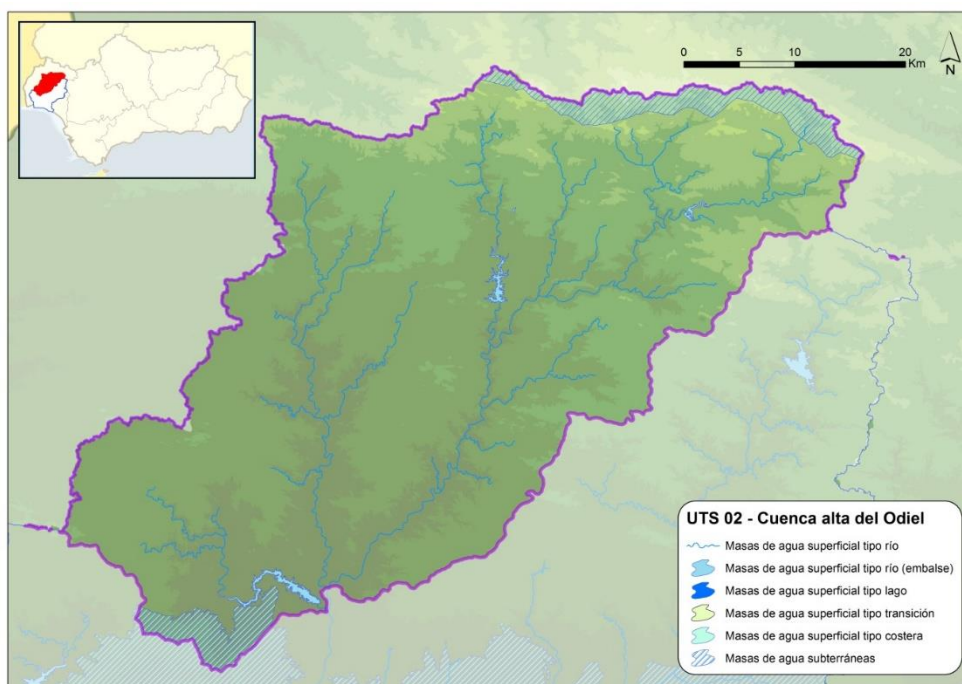 0 5 10 20
Km
N
UTS 02 - Cuenca alta del Odiel
Masas de agua superficial tipo río
Masas de agua superficial tipo río (embalse)
Masas de agua superficial tipo lago
Masas de agua superficial tipo transición
Masas de agua superficial tipo costera
Masas de agua subterráneas